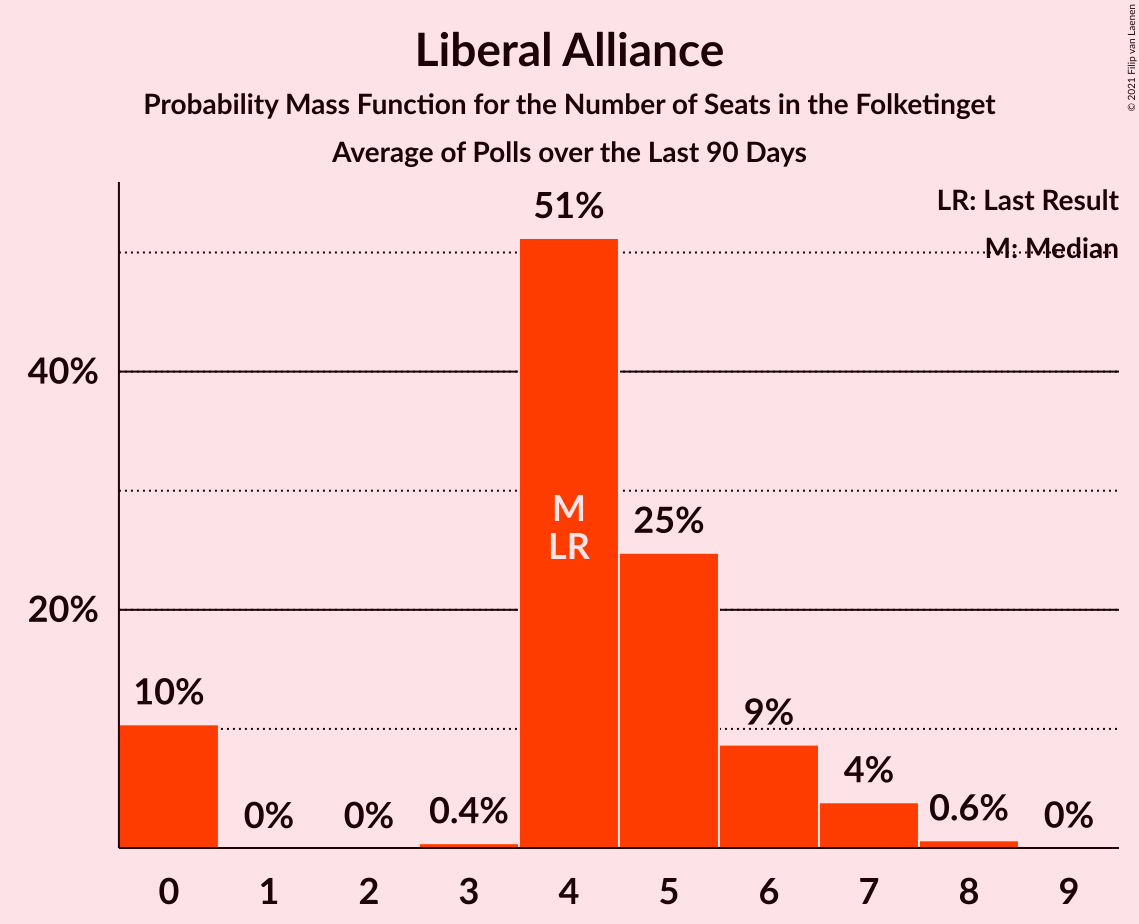 Liberal Alliance
Probability Mass Function for the Number of Seats in the Folketinget
Average of Polls over the Last 90 Days
© 2021 Filip van Laenen
LR: Last Result
M: Median
51%
40%
M
LR
25%
20%
10%
0%
0%
0.4%
9%
4%
0.6%
0%
0 1 2 3 4 5 6 7 8 9